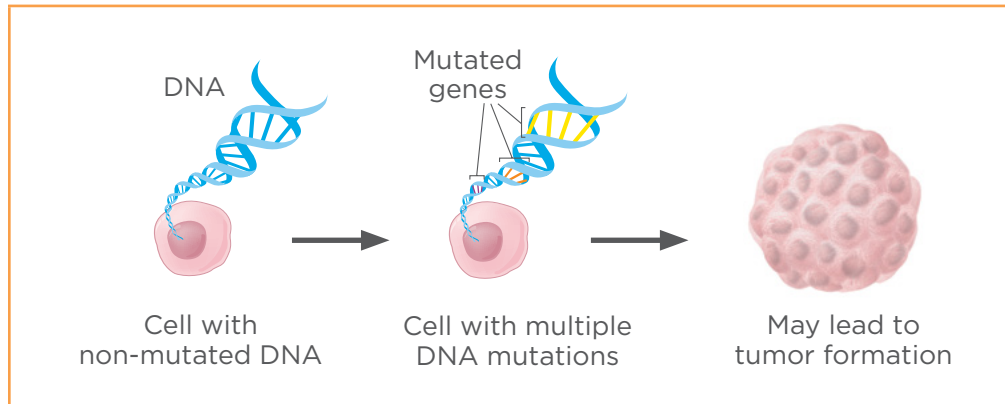 DNA
Mutated
genes
Cell with
non-mutated DNA
Cell with multiple
DNA mutations
May lead to
tumor formation